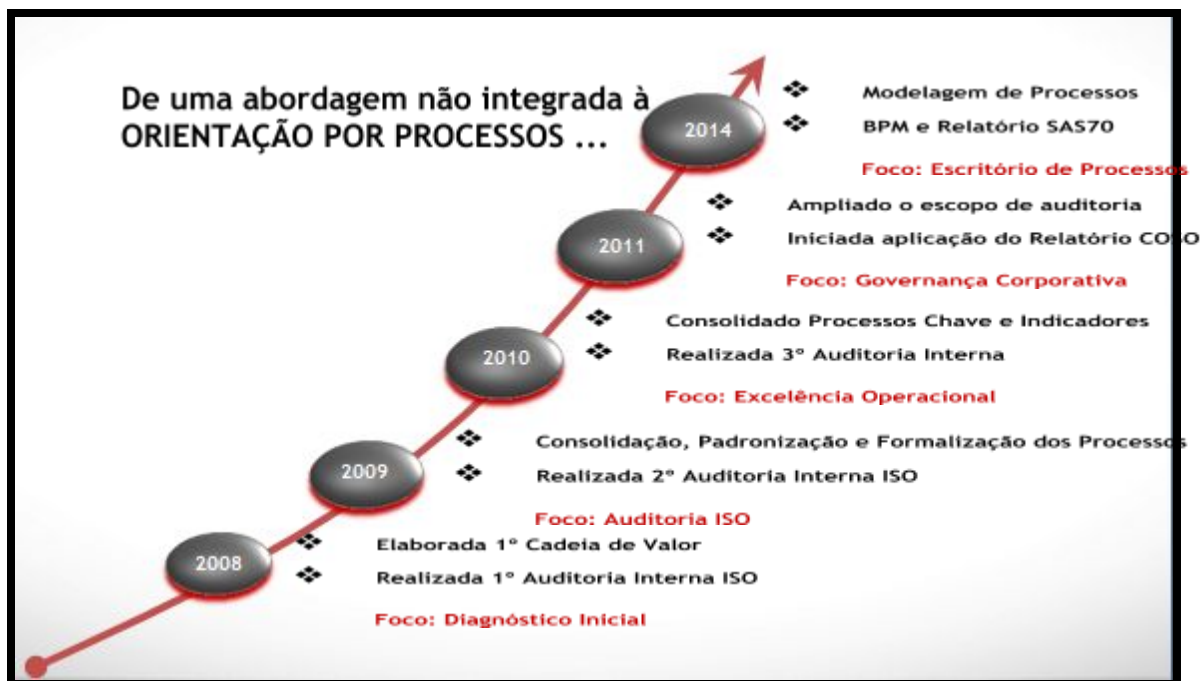 De uma abordagem não integrada à
ORIENTAÇÃO POR PROCESSOS ...
2014
Modelagem de Processos
BPM e Relatório SAS70
Foco: Escritório de Processos
2011
Ampliado o escopo de auditoria
Iniciada aplicação do Relatório COSO
Foco: Governança Corporativa
2010
Consolidado Processos Chave e Indicadores
Realizada 3º Auditoria Interna
Foco: Excelência Operacional
2009
Consolidação, Padronização e Formalização dos Processos
Realizada 2º Auditoria Interna ISO
Foco: Auditoria ISO
2008
Elaborada 1º Cadeia de Valor
Realizada 1º Auditoria Interna ISO
Foco: Diagnóstico Inicial